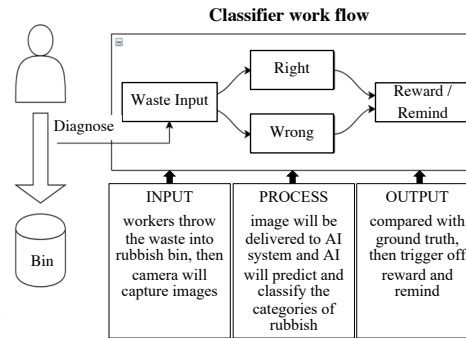 Classifier work flow
Right
Waste Input
Reward /
Remind
Wrong
Diagnose
Bin
INPUT
workers throw
the waste into
rubbish bin, then
camera will
capture images
PROCESS
image will be
delivered to AI
system and AI
will predict and
classify the
categories of
rubbish
OUTPUT
compared with
ground truth,
then trigger off
reward and
remind